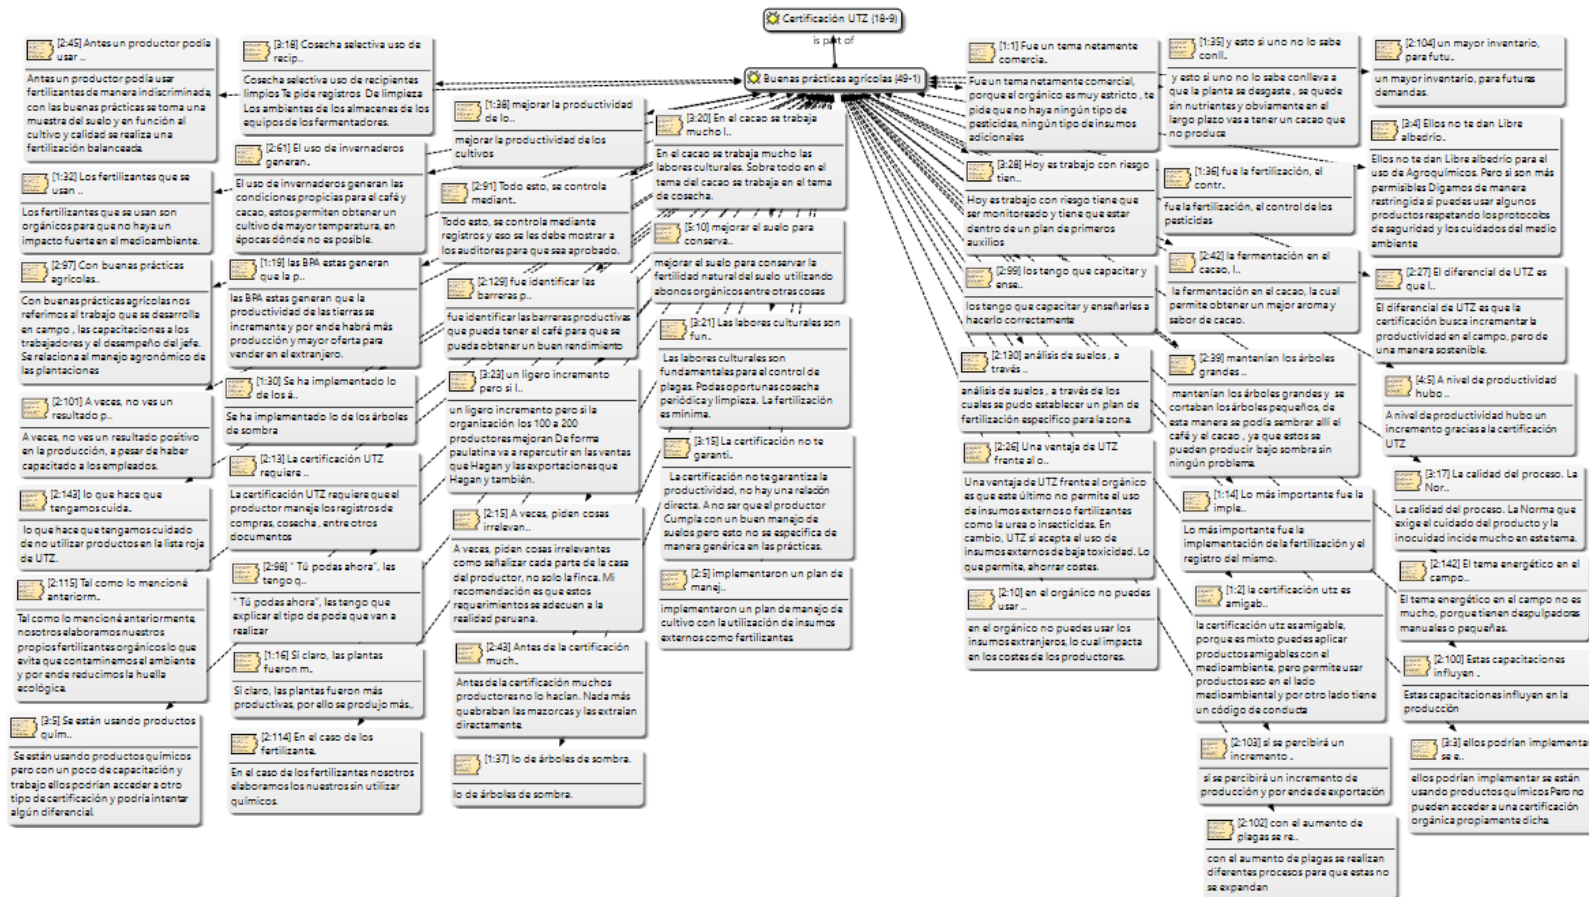 Certificación UTZ (18-9)
is part of
Buenas prácticas agrícolas (49-1)
[2:45] Antes un productor podía
usar ..
Antes un productor podía usar
fertilizantes de manera indiscriminada,
con las buenas prácticas se toma una
muestra del suelo y en función al
cultivo y calidad se realiza una
fertilización balanceada.
[1:32] Los fertilizantes que se
usan ..
Los fertilizantes que se usan son
orgánicos para que no haya un
impacto fuerte en el medioambiente.
[2:97] Con buenas prácticas
agrícolas..
Con buenas prácticas agrícolas nos
referimos al trabajo que se desarrolla
en campo , las capacitaciones a los
trabajadores y el desempeño del jefe.
Se relaciona al manejo agronómico de
las plantaciones
[2:101] A veces, no ves un
resultado p..
A veces, no ves un resultado positivo
en la producción, a pesar de haber
capacitado a los empleados.
[2:143] lo que hace que
tengamos cuida..
lo que hace que tengamos cuidado
de no utilizar productos en la lista roja
de UTZ.
[2:115] Tal como lo mencioné
anteriorm..
Tal como lo mencioné anteriormente,
nosotros elaboramos nuestros
propios fertilizantes orgánicos lo que
evita que contaminemos el ambiente
y por ende reducimos la huella
ecológica.
[3:5] Se están usando productos
quím..
Se están usando productos químicos
pero con un poco de capacitación y
trabajo ellos podrían acceder a otro
tipo de certificación y podría intentar
algún diferencial.
[3:18] Cosecha selectiva uso de
recip..
Cosecha selectiva uso de recipientes
limpios Te pide registros De limpieza
Los ambientes de los almacenes de los
equipos de los fermentadores.
[2:61] El uso de invernaderos
generan..
El uso de invernaderos generan las
condiciones propicias para el café y
cacao, estos permiten obtener un
cultivo de mayor temperatura, en
épocas dónde no es posible.
[1:19] las BPA estas generan
que la p..
las BPA estas generan que la
productividad de las tierras se
incremente y por ende habrá más
producción y mayor oferta para
vender en el extranjero.
[1:30] Se ha implementado lo
de los á..
Se ha implementado lo de los árboles
de sombra
[2:13] La certificación UTZ
requiere ..
La certificación UTZ requiere que el
productor maneje los registros de
compras, cosecha , entre otros
documentos
[2:98] " Tú podas ahora", les
tengo q..
" Tú podas ahora", les tengo que
explicar el tipo de poda que van a
realizar
[1:16] Sí claro, las plantas
fueron m..
Sí claro, las plantas fueron más
productivas, por ello se produjo más.,
[2:114] En el caso de los
fertilizante..
En el caso de los fertilizantes nosotros
elaboramos los nuestros sin utilizar
químicos.
[1:38] mejorar la productividad
de lo..
mejorar la productividad de los
cultivos
[2:91] Todo esto, se controla
mediant..
Todo esto, se controla mediante
registros y eso se les debe mostrar a
los auditores para que sea aprobado.
[2:129] fue identificar las
barreras p..
fue identificar las barreras productivas
que pueda tener el café para que se
pueda obtener un buen rendimiento
[3:23] un ligero incremento
pero si l..
un ligero incremento pero si la
organización los 100 a 200
productores mejoran De forma
paulatina va a repercutir en las ventas
que Hagan y las exportaciones que
Hagan y también.
[2:15] A veces, piden cosas
irrelevan..
A veces, piden cosas irrelevantes
como señalizar cada parte de la casa
del productor, no solo la finca. Mi
recomendación es que estos
requerimientos se adecuen a la
realidad peruana.
[2:43] Antes de la certificación
much..
Antes de la certificación muchos
productores no lo hacían. Nada más
quebraban las mazorcas y las extraían
directamente.
[1:37] lo de árboles de sombra.
lo de árboles de sombra.
[3:20] En el cacao se trabaja
mucho l..
En el cacao se trabaja mucho las
labores culturales. Sobre todo en el
tema del cacao se trabaja en el tema
de cosecha.
[5:10] mejorar el suelo para
conserva..
mejorar el suelo para conservar la
fertilidad natural del suelo utilizando
abonos orgánicos entre otras cosas
[3:21] Las labores culturales son
fun..
Las labores culturales son
fundamentales para el control de
plagas. Podas oportunas cosecha
periódica y limpieza. La fertilización
es mínima.
[3:15] La certificación no te
garanti..
La certificación no te garantiza la
productividad, no hay una relación
directa. A no ser que el productor
Cumpla con un buen manejo de
suelos pero esto no se especifica de
manera genérica en las prácticas.
[2:5] implementaron un plan de
manej..
implementaron un plan de manejo de
cultivo con la utilización de insumos
externos como fertilizantes
[1:1] Fue un tema netamente
comercia..
Fue un tema netamente comercial,
porque el orgánico es muy estricto , te
pide que no haya ningún tipo de
pesticidas, ningún tipo de insumos
adicionales
[3:28] Hoy es trabajo con riesgo
tien..
Hoy es trabajo con riesgo tiene que
ser monitoreado y tiene que estar
dentro de un plan de primeros
auxilios
[2:99] los tengo que capacitar y
ense..
los tengo que capacitar y enseñarles a
hacerlo correctamente
[2:130] análisis de suelos , a
través ..
análisis de suelos , a través de los
cuales se pudo establecer un plan de
fertilización específico para la zona.
[2:26] Una ventaja de UTZ
frente al o..
Una ventaja de UTZ frente al orgánico
es que este último no permite el uso
de insumos externos o fertilizantes
como la urea o insecticidas. En
cambio, UTZ sí acepta el uso de
insumos externos de baja toxicidad. Lo
que permite, ahorrar costes.
[2:10] en el orgánico no puedes
usar ..
en el orgánico no puedes usar los
insumos extranjeros, lo cual impacta
en los costes de los productores.
[1:35] y esto si uno no lo sabe
conll..
y esto si uno no lo sabe conlleva a
que la planta se desgaste , se quede
sin nutrientes y obviamente en el
largo plazo vas a tener un cacao que
no produce
[1:36] fue la fertilización, el
contr..
fue la fertilización, el control de los
pesticidas
[2:42] la fermentación en el
cacao, l..
la fermentación en el cacao, la cual
permite obtener un mejor aroma y
sabor de cacao.
[2:39] mantenían los árboles
grandes ..
mantenían los árboles grandes y se
cortaban los árboles pequeños, de
esta manera se podía sembrar allí el
café y el cacao , ya que estos se
pueden producir bajo sombra sin
ningún problema.
[1:14] Lo más importante fue la
imple..
Lo más importante fue la
implementación de la fertilización y el
registro del mismo.
[1:2] la certificación utz es
amigab..
la certificación utz es amigable,
porque es mixto puedes aplicar
productos amigables con el
medioambiente, pero permite usar
productos eso en el lado
medioambiental y por otro lado tiene
un código de conducta
[2:103] sí se percibirá un
incremento ..
sí se percibirá un incremento de
producción y por ende de exportación
[2:102] con el aumento de
plagas se re..
con el aumento de plagas se realizan
diferentes procesos para que estas no
se expandan
[2:104] un mayor inventario,
para futu..
un mayor inventario, para futuras
demandas.
[3:4] Ellos no te dan Libre
albedrío..
Ellos no te dan Libre albedrío para el
uso de Agroquímicos. Pero si son más
permisibles Digamos de manera
restringida si puedes usar algunos
productos respetando los protocolos
de seguridad y los cuidados del medio
ambiente
[2:27] El diferencial de UTZ es
que l..
El diferencial de UTZ es que la
certificación busca incrementar la
productividad en el campo, pero de
una manera sostenible.
[4:5] A nivel de productividad
hubo ..
A nivel de productividad hubo un
incremento gracias a la certificación
UTZ
[3:17] La calidad del proceso. La
Nor..
La calidad del proceso. La Norma que
exige el cuidado del producto y la
inocuidad incide mucho en este tema.
[2:142] El tema energético en el
campo..
El tema energético en el campo no es
mucho, porque tienen despulpadoras
manuales o pequeñas.
[2:100] Estas capacitaciones
influyen ..
Estas capacitaciones influyen en la
producción
[3:3] ellos podrían implementar
se e..
ellos podrían implementar se están
usando productos químicos Pero no
pueden acceder a una certificación
orgánica propiamente dicha.